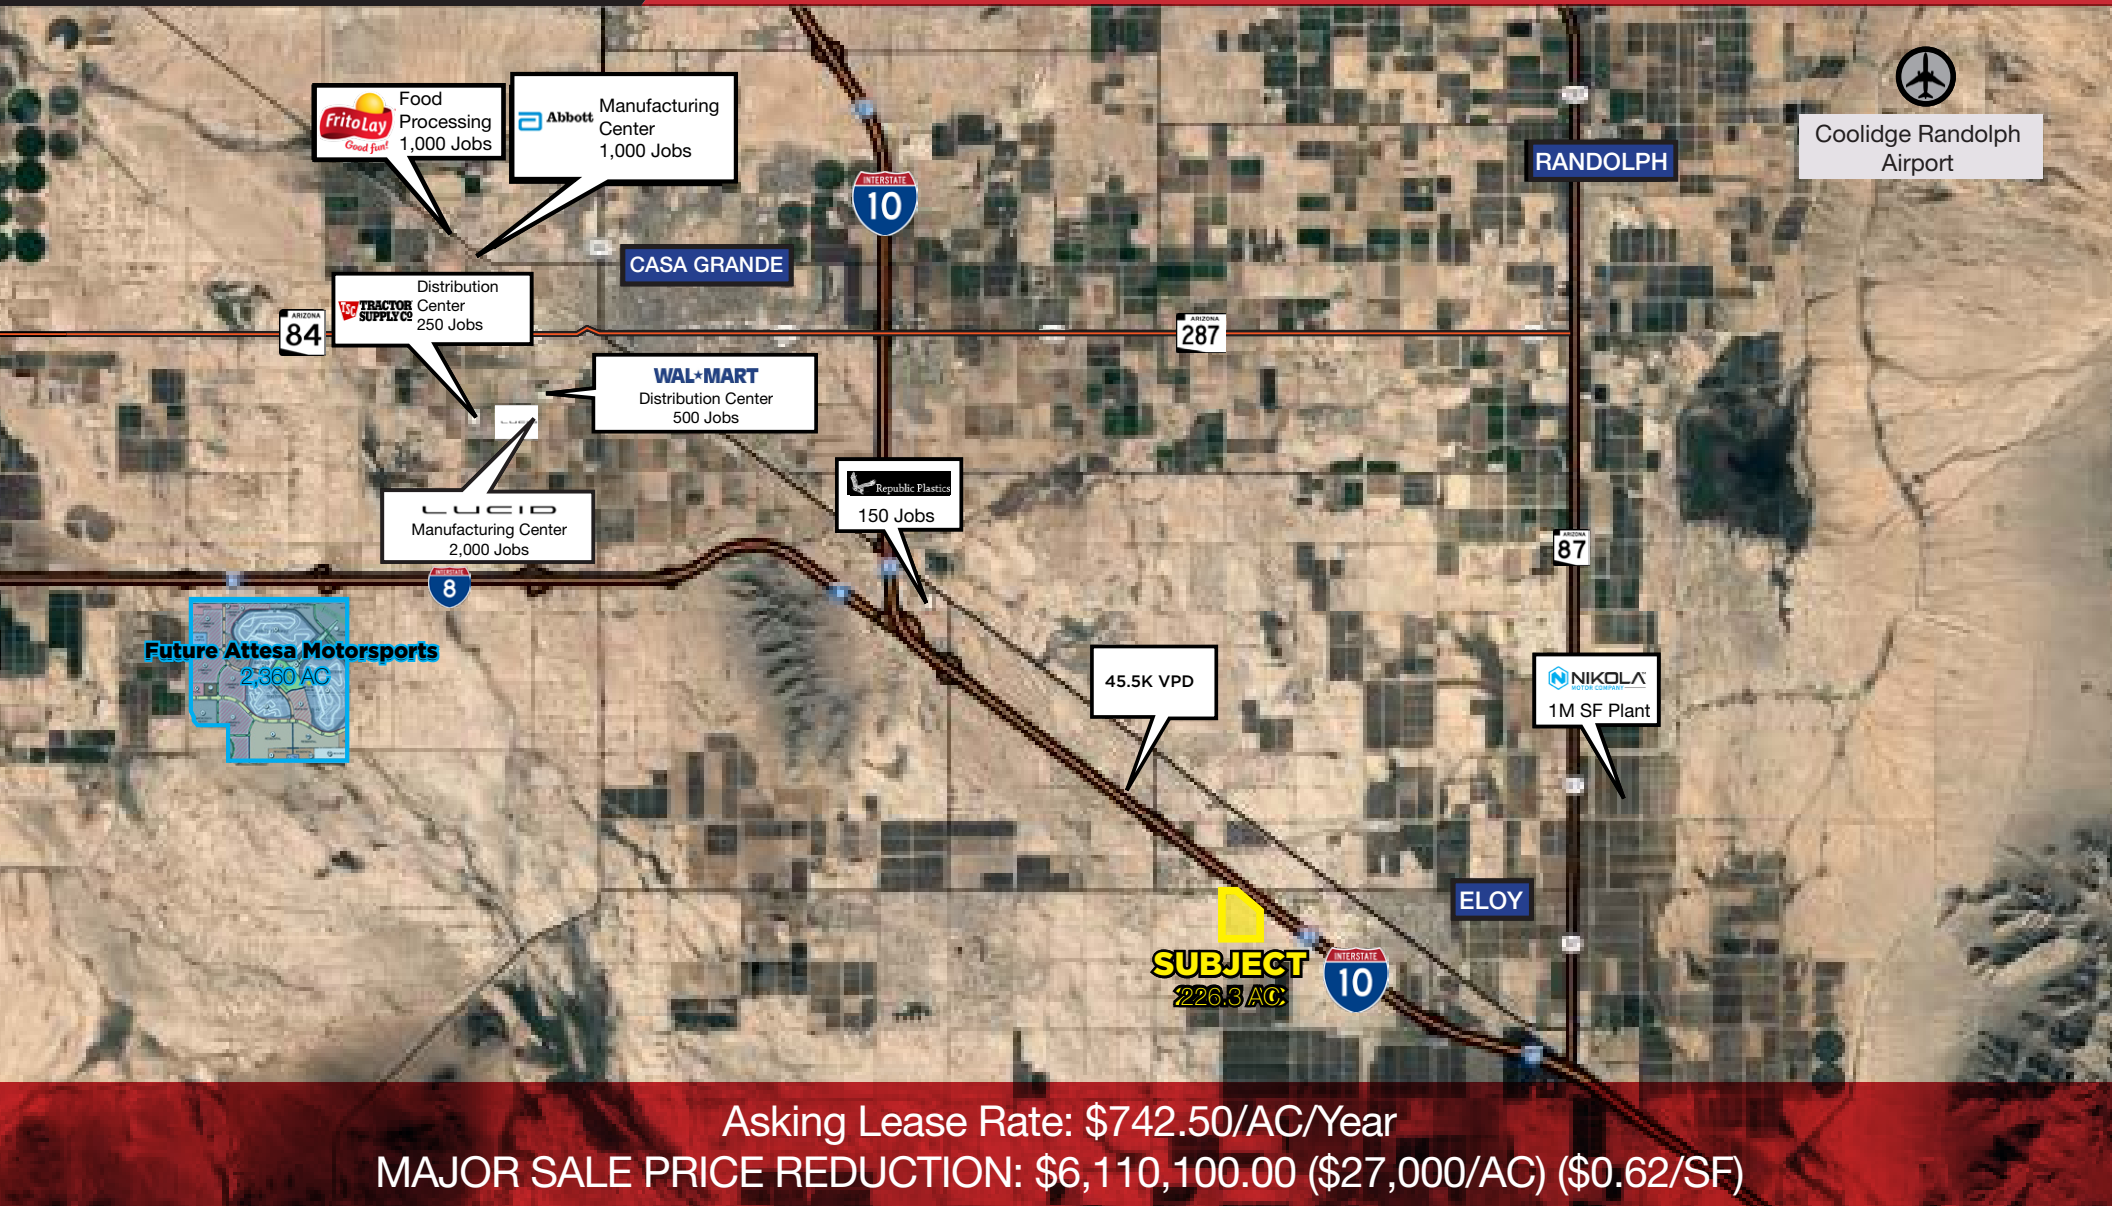 FritoLay
Good fun!
Food
Processing
1,000 Jobs
Abbott
Manufacturing
Center
1,000 Jobs
INTERSTATE
10
RANDOLPH
Coolidge Randolph
Airport
CASA GRANDE
TSC TRACTOR
SUPPLY CO
Distribution
Center
250 Jobs
ARIZONA
84
ARIZONA
287
WAL★MART
Distribution Center
500 Jobs
LUCID
Manufacturing Center
2,000 Jobs
Republic Plastics
150 Jobs
ARIZONA
87
INTERSTATE
8
Future Attesa Motorsports
2,360 AC
45.5K VPD
NIKOLA
MOTOR COMPANY
1M SF Plant
ELOY
SUBJECT
226.3 AC
INTERSTATE
10
Asking Lease Rate: $742.50/AC/Year
MAJOR SALE PRICE REDUCTION: $6,110,100.00 ($27,000/AC) ($0.62/SF)